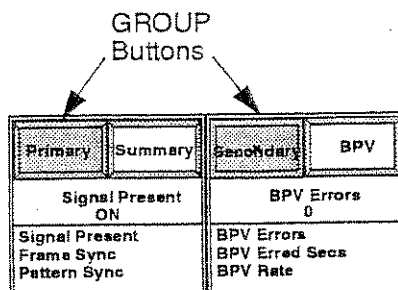 GROUP
Buttons
Primary Summary Secondary BPV
Signal Present BPV Errors
ON 0
Signal Present BPV Errors
Frame Sync BPV Erred Secs
Pattern Sync BPV Rate